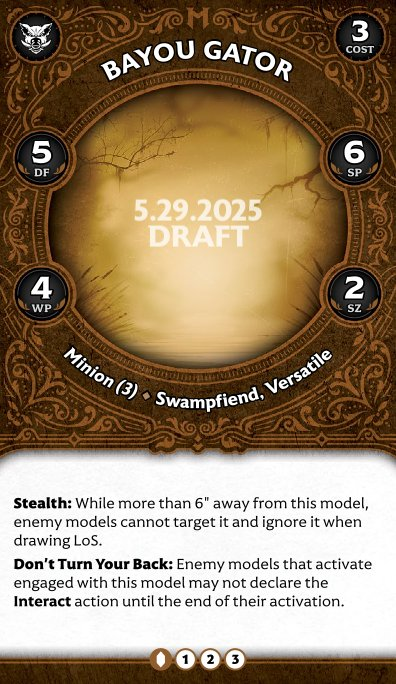 BAYOU GATOR
3
COST
5
DF
6
SP
5.29.2025
DRAFT
4
WP
2
SZ
Minion (3) ♦ Swampfiend, Versatile
Stealth: While more than 6" away from this model,
enemy models cannot target it and ignore it when
drawing LoS.
Don't Turn Your Back: Enemy models that activate
engaged with this model may not declare the
Interact action until the end of their activation.
1 2 3